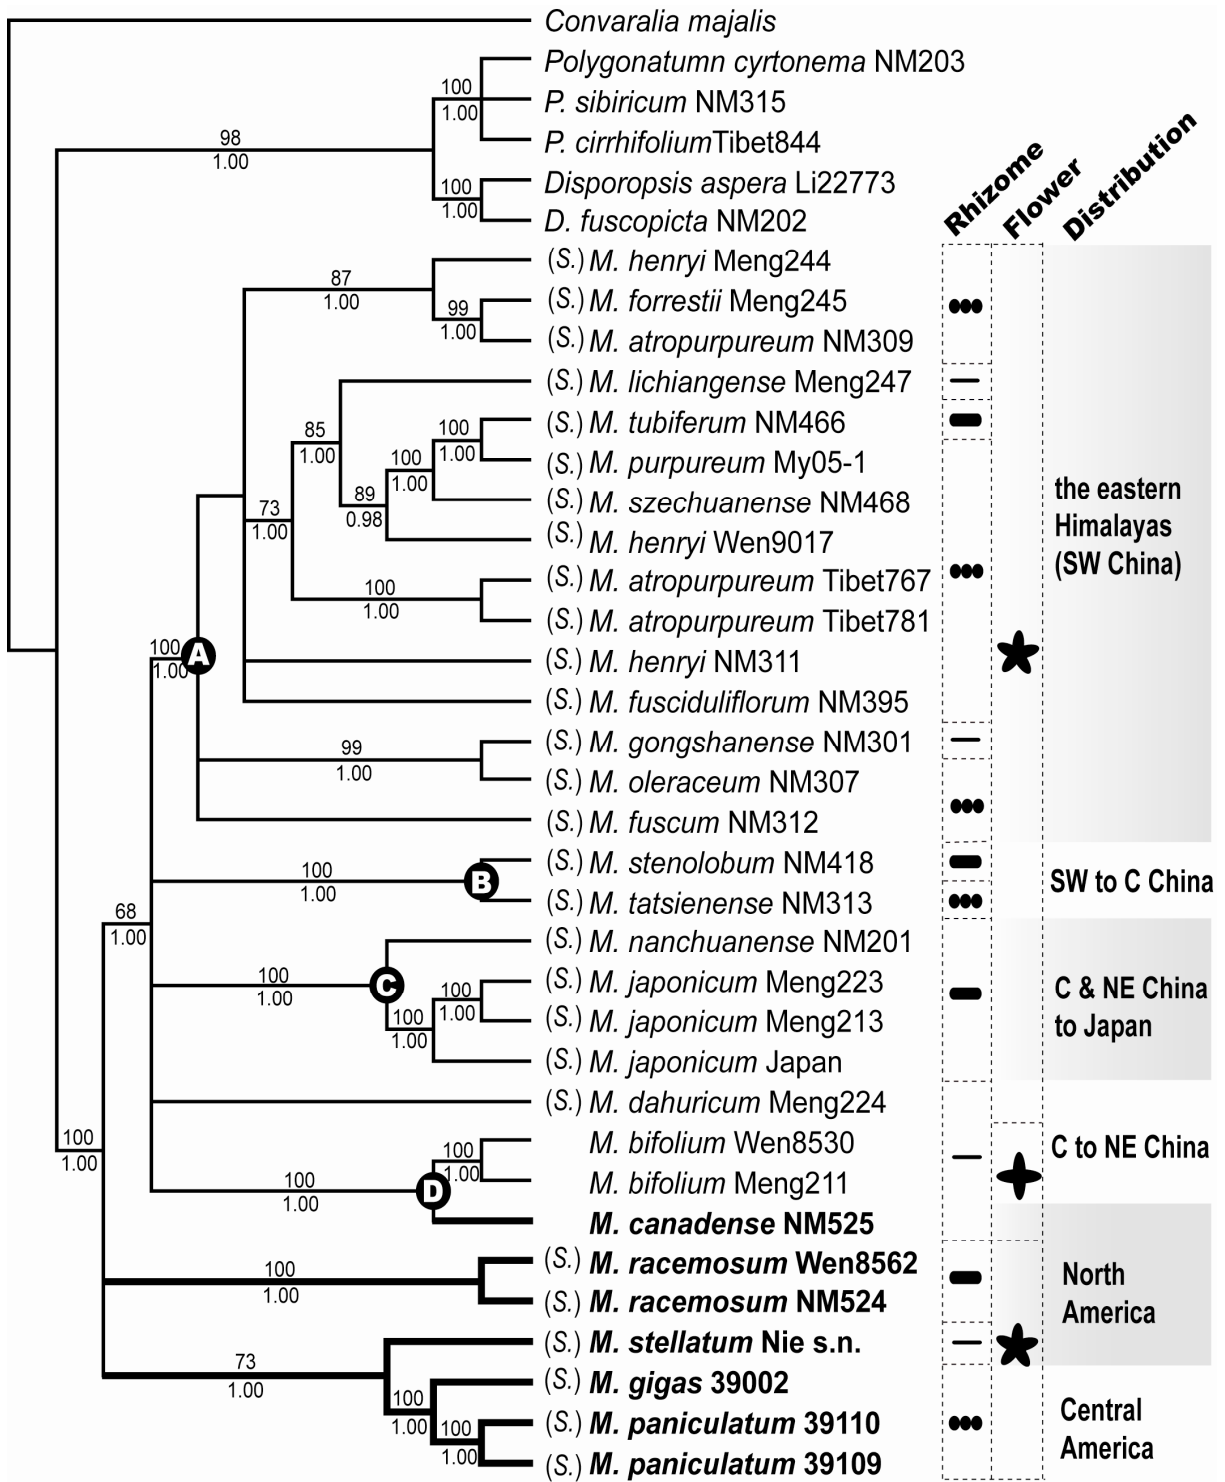 Convaralia majalis
Polygonatumn cyrtonema NM203
100
1.00
P. sibiricum NM315
98
1.00
P. cirrhifoliumTibet844
Disporopsis aspera Li22773
100
1.00
D. fuscopicta NM202
Rhizome
Flower
Distribution
(S.) M. henryi Meng244
87
1.00
(S.) M. forrestii Meng245
99
1.00
(S.) M. atropurpureum NM309
(S.) M. lichiangense Meng247
(S.) M. tubiferum NM466
85
1.00
100
1.00
(S.) M. purpureum My05-1
100
1.00
(S.) M. szechuanense NM468
89
0.98
73
1.00
(S.) M. henryi Wen9017
the eastern
Himalayas
(SW China)
(S.) M. atropurpureum Tibet767
100
1.00
(S.) M. atropurpureum Tibet781
100
1.00
A
(S.) M. henryi NM311
(S.) M. fusciduliflorum NM395
(S.) M. gongshanense NM301
99
1.00
(S.) M. oleraceum NM307
(S.) M. fuscum NM312
(S.) M. stenolobum NM418
100
1.00
B
SW to C China
(S.) M. tatsienense NM313
68
1.00
(S.) M. nanchuanense NM201
100
1.00
C
(S.) M. japonicum Meng223
100
1.00
C & NE China
to Japan
(S.) M. japonicum Meng213
100
1.00
(S.) M. japonicum Japan
(S.) M. dahuricum Meng224
100
1.00
M. bifolium Wen8530
100
1.00
C to NE China
M. bifolium Meng211
100
1.00
D
M. canadense NM525
(S.) M. racemosum Wen8562
100
1.00
North
America
(S.) M. racemosum NM524
(S.) M. stellatum Nie s.n.
73
1.00
(S.) M. gigas 39002
100
1.00
(S.) M. paniculatum 39110
100
1.00
Central
America
(S.) M. paniculatum 39109